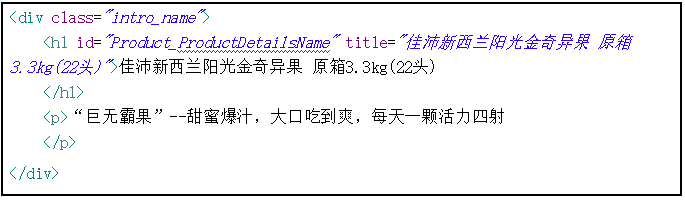 <div class="intro_name">
<h1 id="Product_ProductDetailsName" title="佳沛新西兰阳光金奇异果 原箱
3.3kg(22头)">佳沛新西兰阳光金奇异果 原箱3.3kg(22头)
</h1>
<p>“巨无霸果”--甜蜜爆汁，大口吃到爽，每天一颗活力四射
</p>
</div>